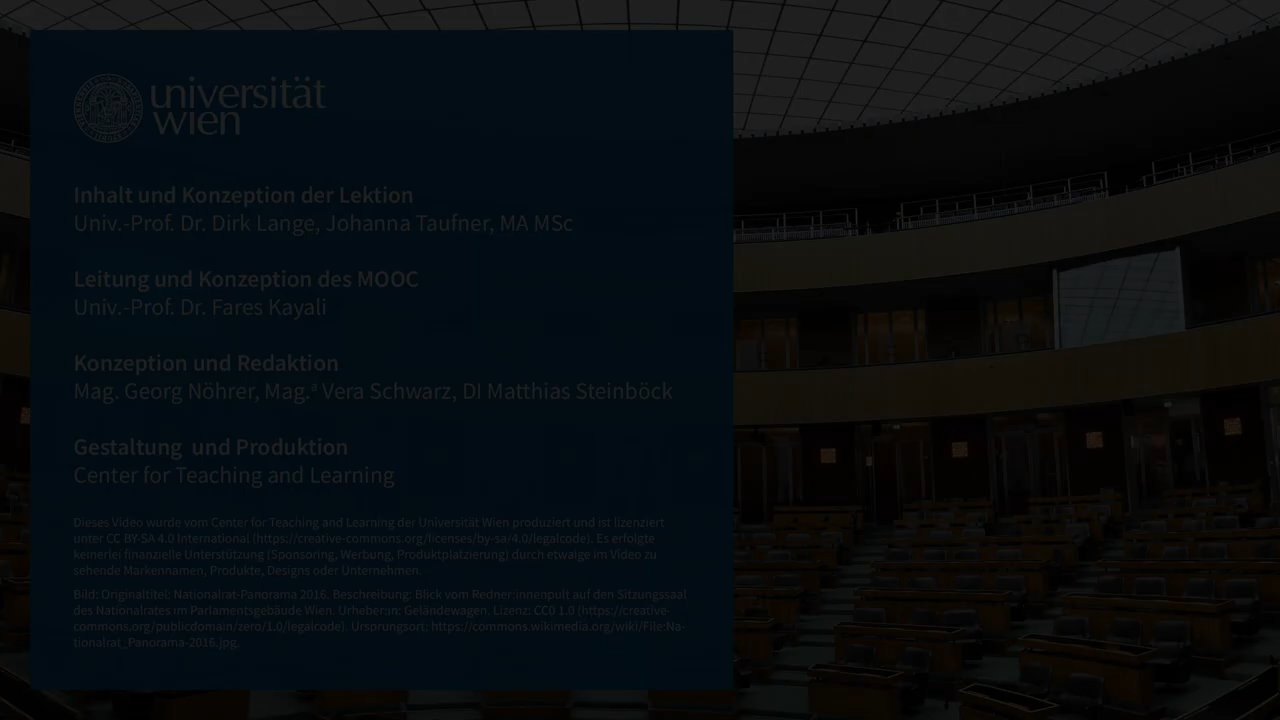 universität
wien
Inhalt und Konzeption der Lektion
Univ.-Prof. Dr. Dirk Lange, Johanna Taufner, MA MSc
Leitung und Konzeption des MOOC
Univ.-Prof. Dr. Fares Kayali
Konzeption und Redaktion
Mag. Georg Nöhrer, Mag.ª Vera Schwarz, DI Matthias Steinböck
Gestaltung  und Produktion
Center for Teaching and Learning
Dieses Video wurde vom Center for Teaching and Learning der Universität Wien produziert und ist lizenziert
unter CC BY-SA 4.0 International (https://creative-commons.org/licenses/by-sa/4.0/legalcode). Es erfolgte
keinerlei finanzielle Unterstützung (Sponsoring, Werbung, Produktplatzierung) durch etwaige im Video zu
sehende Markennamen, Produkte, Designs oder Unternehmen.
Bild: Originaltitel: Nationalrat-Panorama 2016. Beschreibung: Blick vom Redner:innenpult auf den Sitzungssaal
des Nationalrates im Parlamentsgebäude Wien. Urheber:in: Geländewagen. Lizenz: CC0 1.0 (https://creative-
commons.org/publicdomain/zero/1.0/legalcode). Ursprungsort: https://commons.wikimedia.org/wiki/File:Na-
tionalrat_Panorama-2016.jpg.